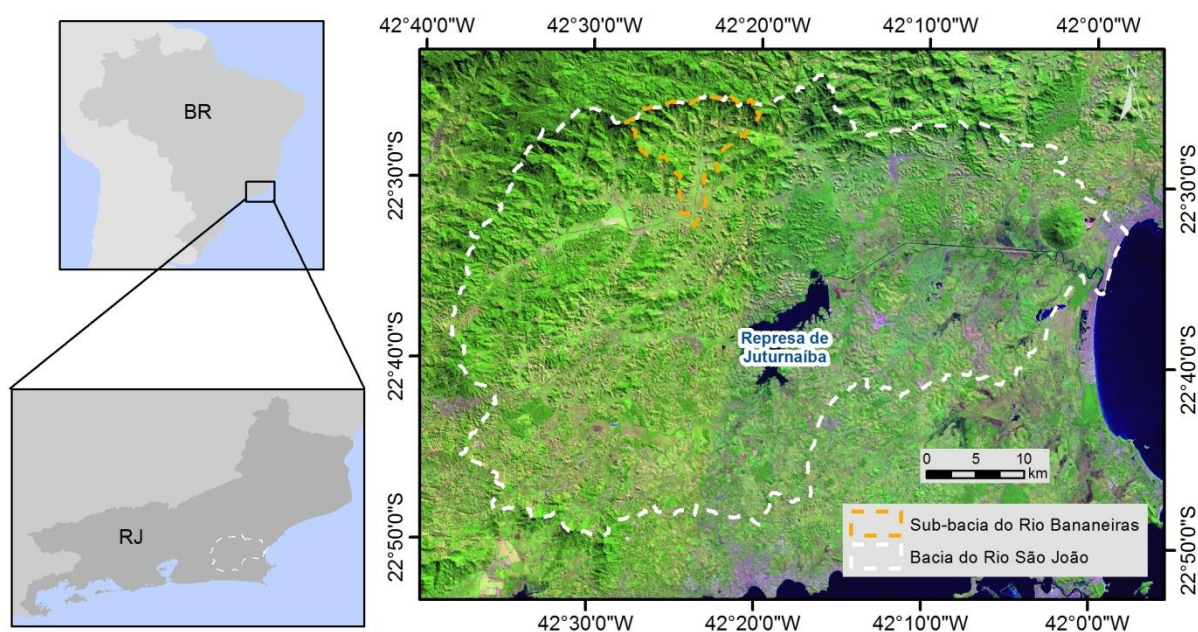 BR
RJ
42°40'0"W 42°30'0"W 42°20'0"W 42°10'0"W 42°0'0"W
N
22°30'0"S 22°30'0"S
22°40'0"S 22°40'0"S
22°50'0"S 22°50'0"S
Represa de
Juturnaíba
0 5 10
km
Sub-bacia do Rio Bananeiras
Bacia do Rio São João
42°30'0"W 42°20'0"W 42°10'0"W 42°0'0"W